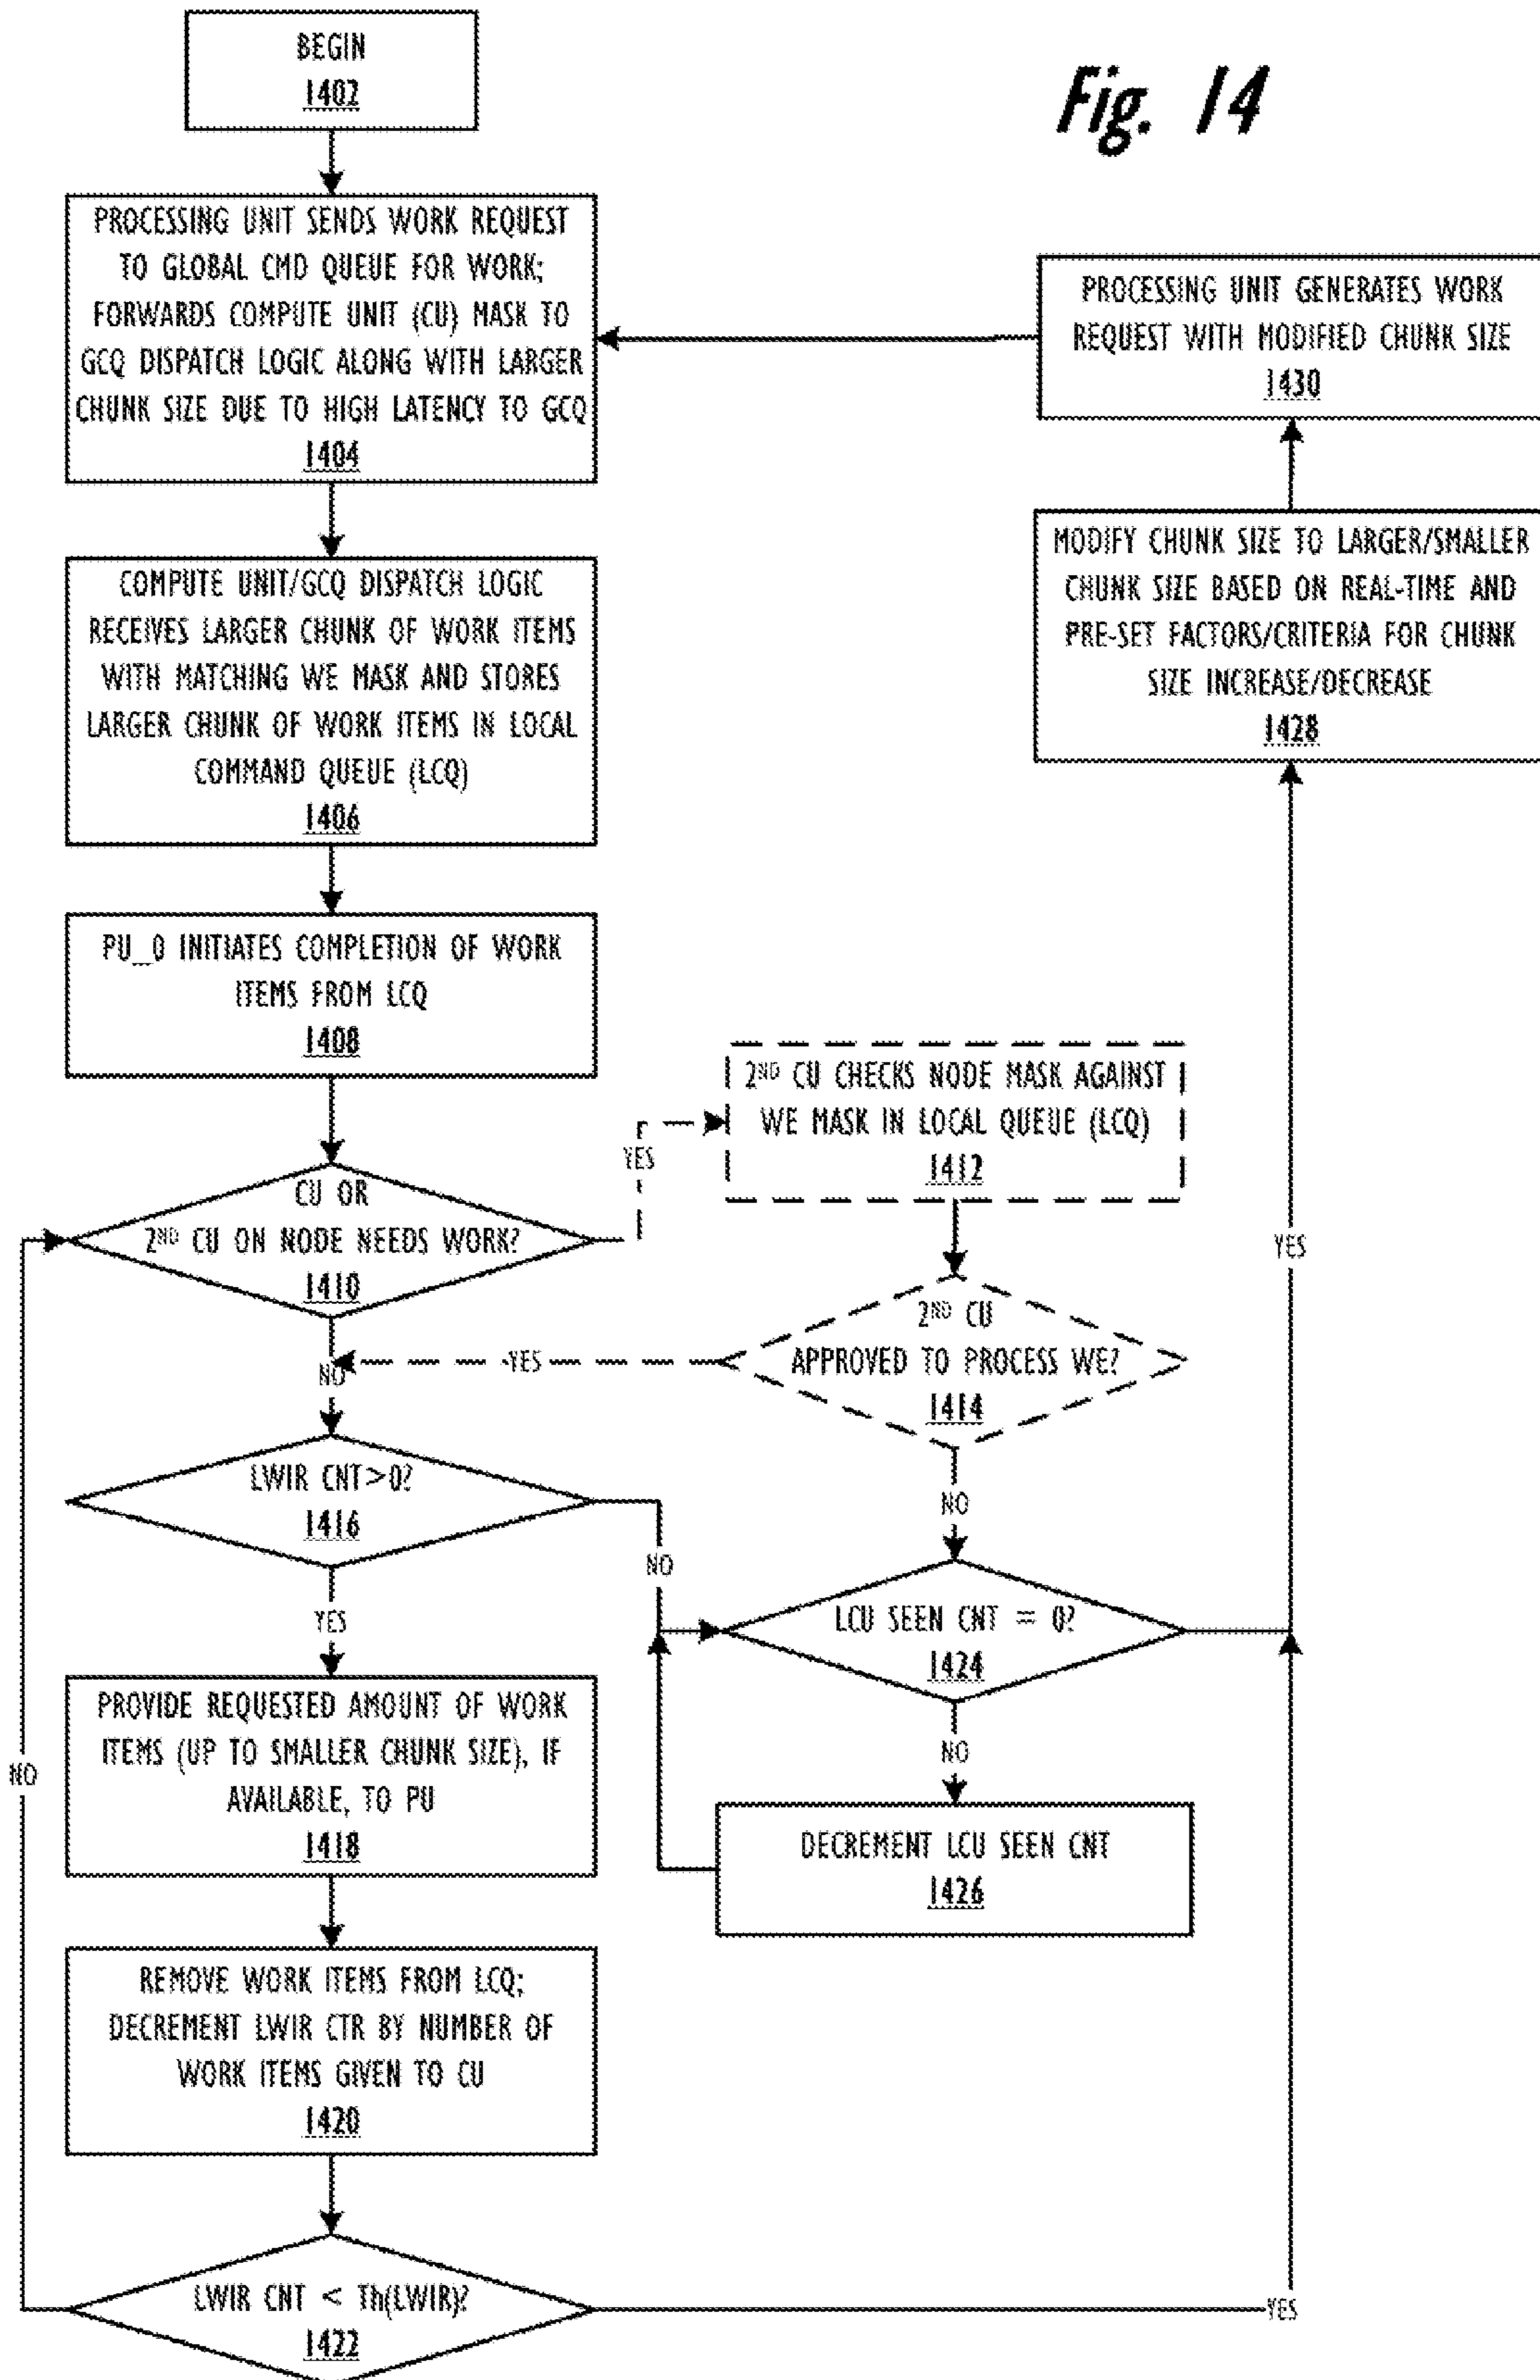 Fig. 14
BEGIN
1402
PROCESSING UNIT SENDS WORK REQUEST
TO GLOBAL CMD QUEUE FOR WORK;
FORWARDS COMPUTE UNIT (CU) MASK TO
GCQ DISPATCH LOGIC ALONG WITH LARGER
CHUNK SIZE DUE TO HIGH LATENCY TO GCQ
1404
COMPUTE UNIT/GCQ DISPATCH LOGIC
RECEIVES LARGER CHUNK OF WORK ITEMS
WITH MATCHING WE MASK AND STORES
LARGER CHUNK OF WORK ITEMS IN LOCAL
COMMAND QUEUE (LCQ)
1406
PU_0 INITIATES COMPLETION OF WORK
ITEMS FROM LCQ
1408
CU OR
2ND CU ON NODE NEEDS WORK?
1410
YES
2ND CU CHECKS NODE MASK AGAINST
WE MASK IN LOCAL QUEUE (LCQ)
1412
2ND CU
APPROVED TO PROCESS WE?
1414
YES
NO
NO
LWIR CNT>0?
1416
NO
YES
PROVIDE REQUESTED AMOUNT OF WORK
ITEMS (UP TO SMALLER CHUNK SIZE), IF
AVAILABLE, TO PU
1418
REMOVE WORK ITEMS FROM LCQ;
DECREMENT LWIR CTR BY NUMBER OF
WORK ITEMS GIVEN TO CU
1420
LWIR CNT < Th(LWIR)?
1422
NO
YES
LCU SEEN CNT = 0?
1424
NO
DECREMENT LCU SEEN CNT
1426
YES
MODIFY CHUNK SIZE TO LARGER/SMALLER
CHUNK SIZE BASED ON REAL-TIME AND
PRE-SET FACTORS/CRITERIA FOR CHUNK
SIZE INCREASE/DECREASE
1428
PROCESSING UNIT GENERATES WORK
REQUEST WITH MODIFIED CHUNK SIZE
1430